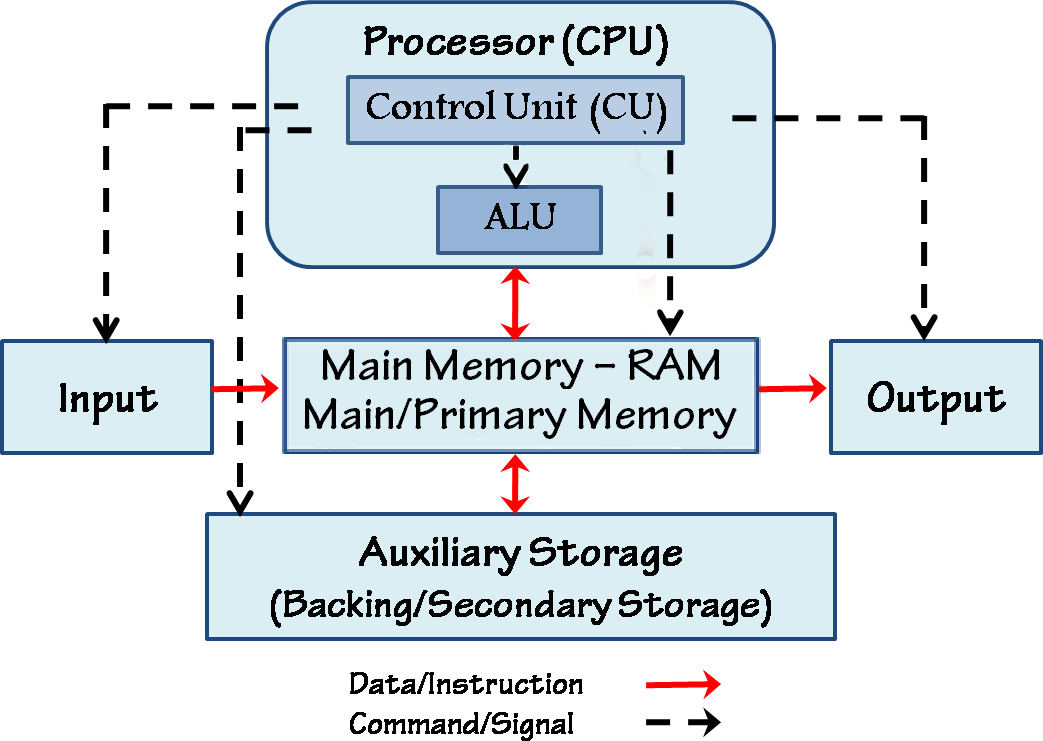 Processor (CPU)
Control Unit (CU)
ALU
Input
Main Memory – RAM
Main/Primary Memory
Output
Auxiliary Storage
(Backing/Secondary Storage)
Data/Instruction
Command/Signal